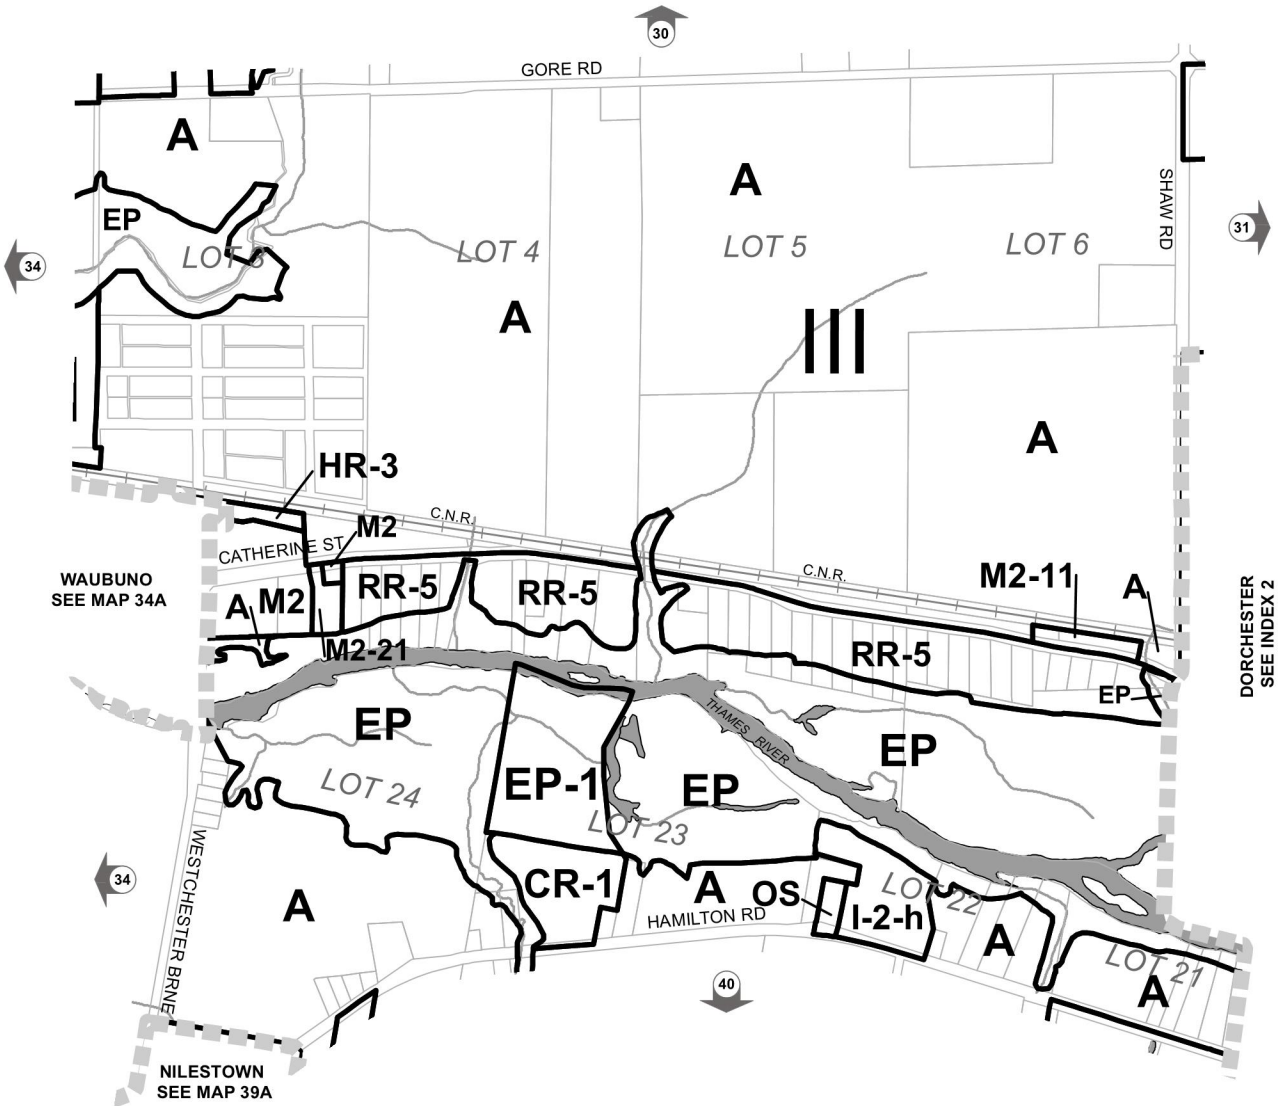 30
GORE RD
A
A
SHAW RD
EP
31
LOT 3
LOT 4
LOT 5
LOT 6
34
A
III
A
HR-3
C.N.R.
M2
CATHERINE ST
C.N.R.
M2-11
WAUBUNO
SEE MAP 34A
A
M2
RR-5
RR-5
A
DORCHESTER
SEE INDEX 2
M2-21
RR-5
EP
EP
THAMES RIVER
EP
LOT 24
EP-1
EP
LOT 23
WESTCHESTER BRNE
34
A
CR-1
A
OS
LOT 22
I-2-h
HAMILTON RD
A
LOT 21
A
40
NILESTOWN
SEE MAP 39A